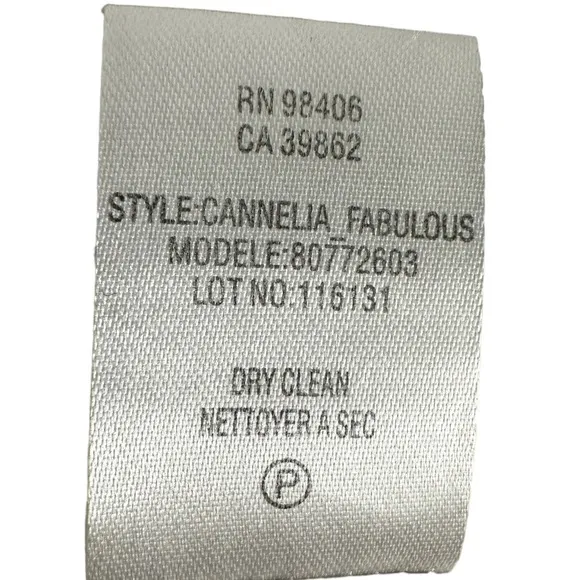 RN 98406
CA 39862
STYLE:CANNELIA_FABULOUS
MODELE:80772603
LOT NO.116131
DRY CLEAN
NETTOYER A SEC
P